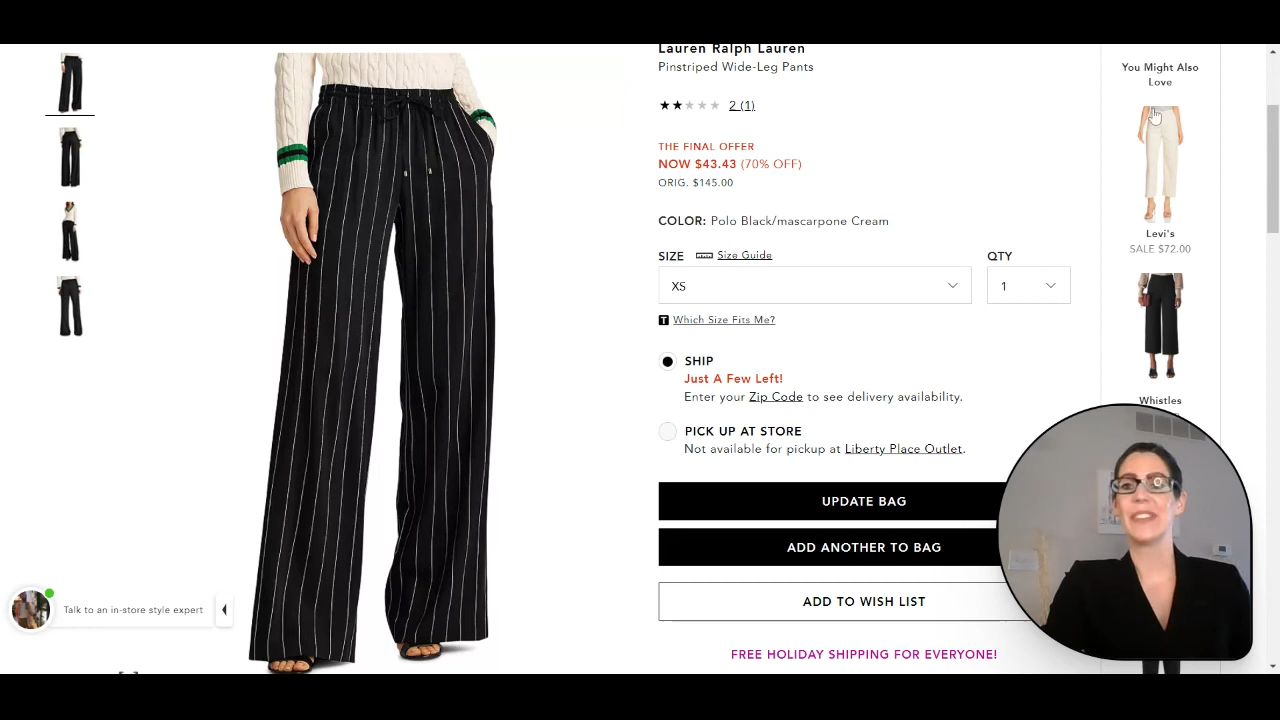 Lauren Ralph Lauren
Pinstriped Wide-Leg Pants
2 (1)
THE FINAL OFFER
NOW $43.43 (70% OFF)
ORIG. $145.00
COLOR: Polo Black/mascarpone Cream
SIZE Size Guide
QTY
XS
1
T Which Size Fits Me?
SHIP
Just A Few Left!
Enter your Zip Code to see delivery availability.
PICK UP AT STORE
Not available for pickup at Liberty Place Outlet.
UPDATE BAG
ADD ANOTHER TO BAG
ADD TO WISH LIST
FREE HOLIDAY SHIPPING FOR EVERYONE!
Talk to an in-store style expert
You Might Also
Love
Levi's
SALE $72.00
Whistles